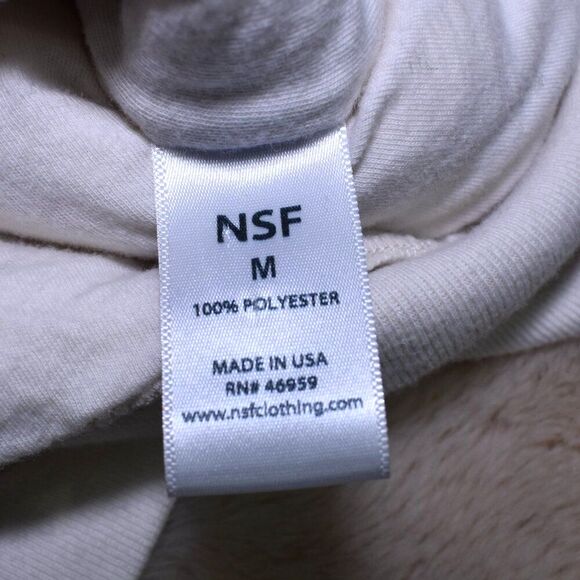 NSF
M
100% POLYESTER
MADE IN USA
RN# 46959
www.nsfclothing.com